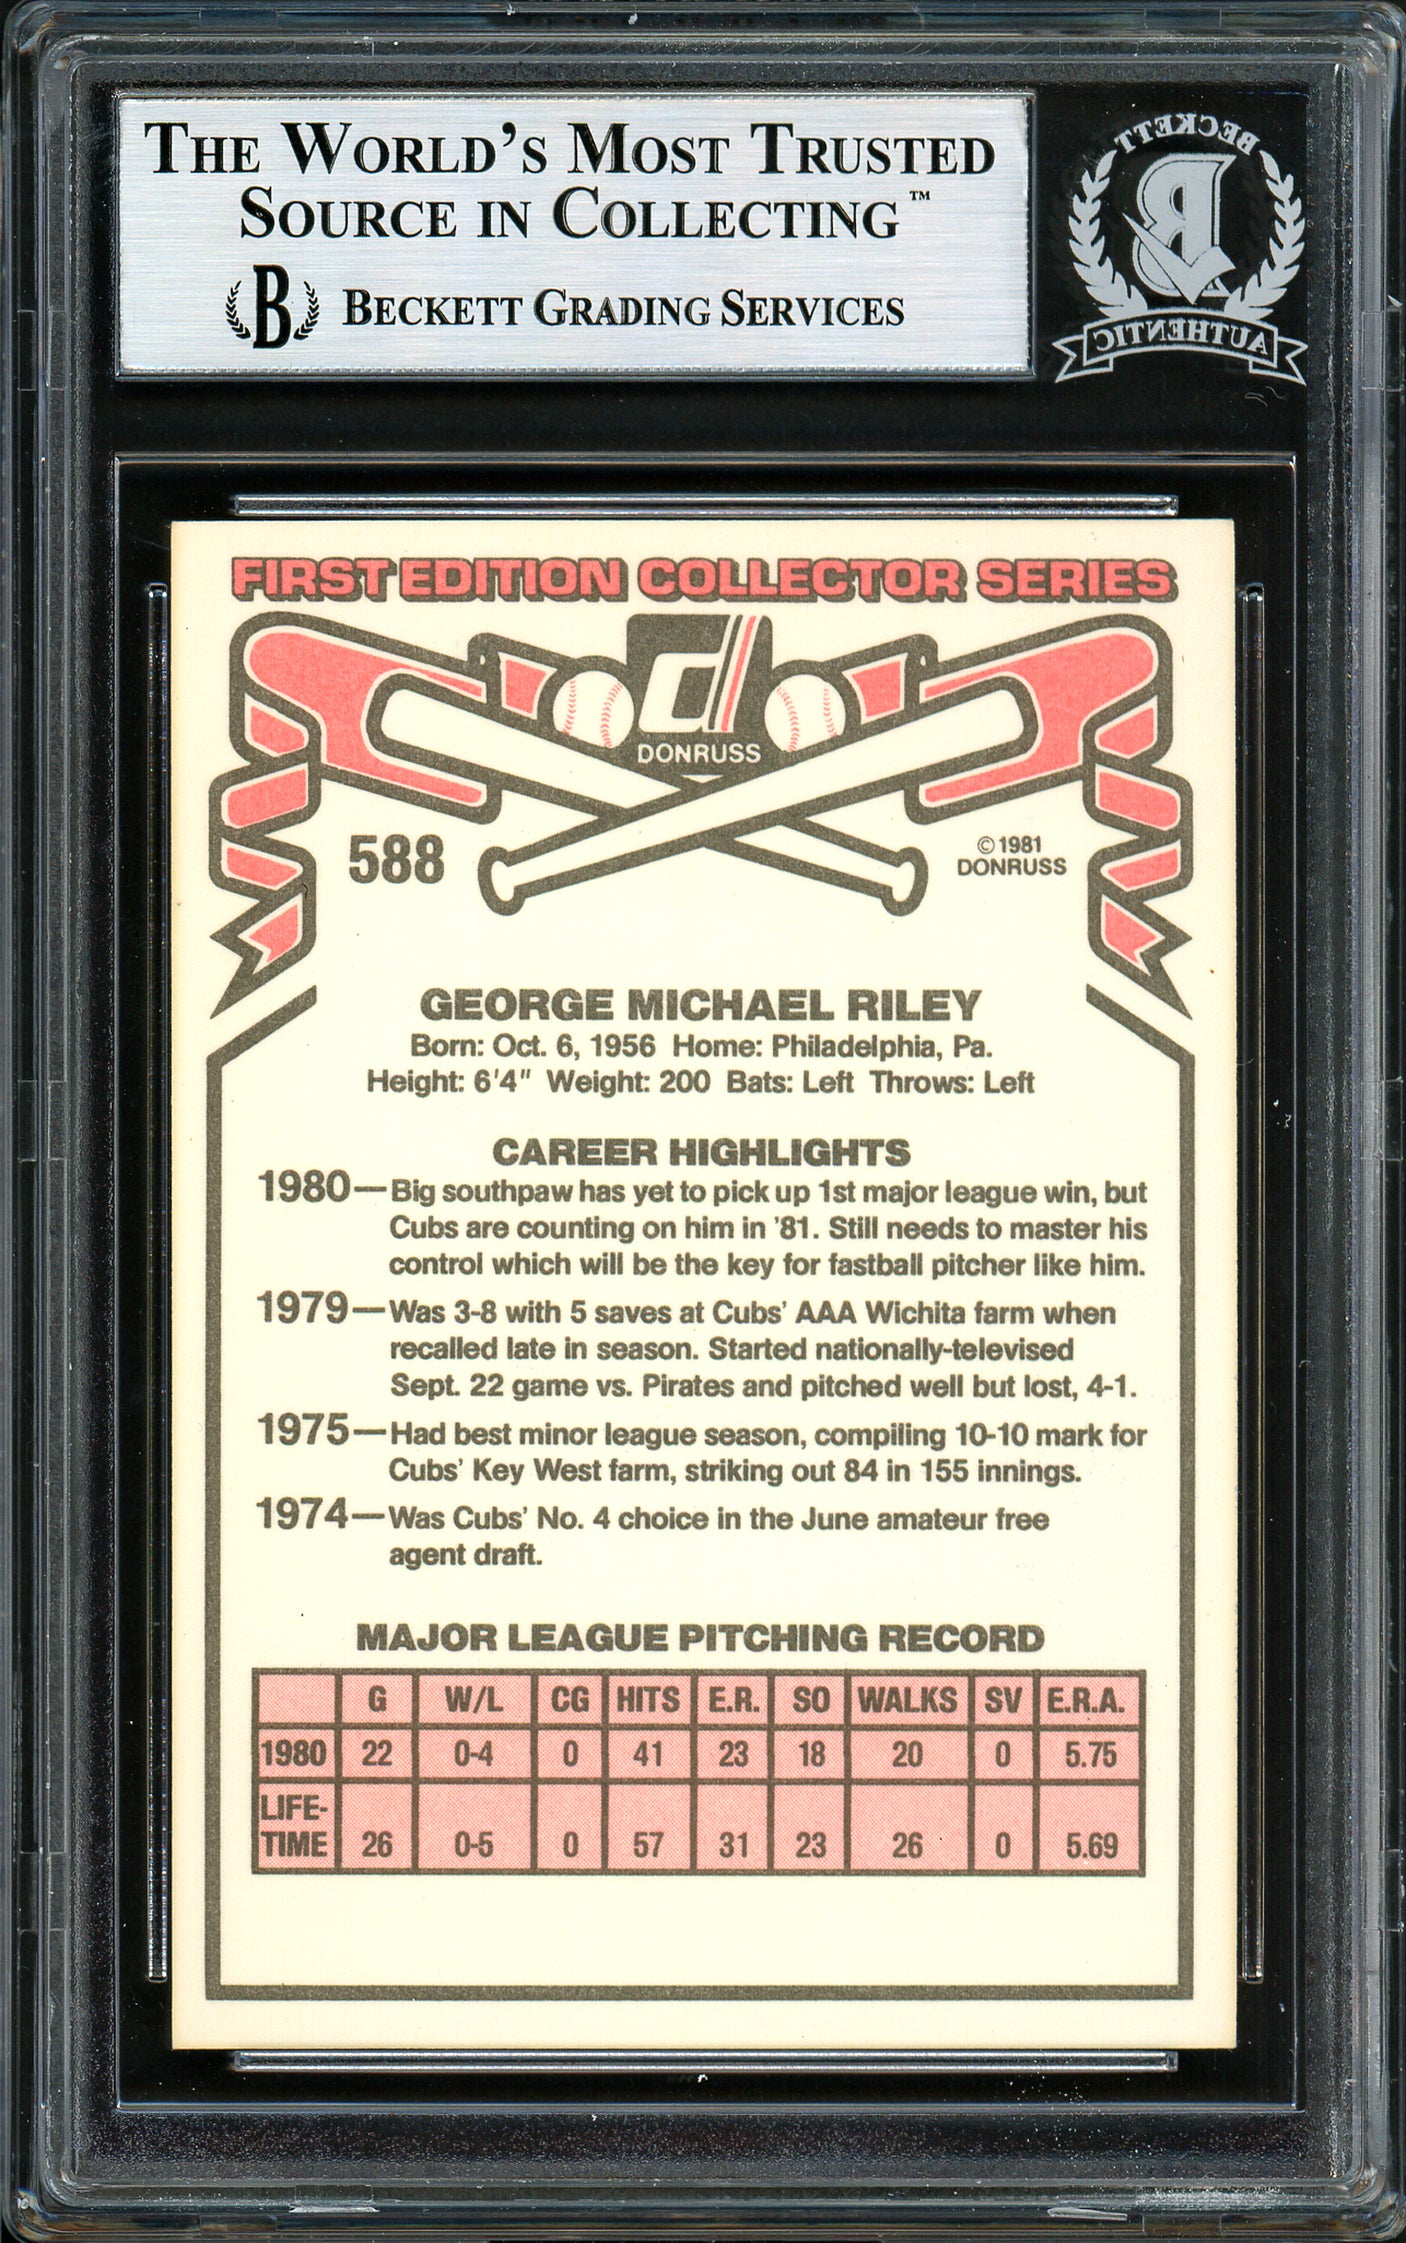 THE WORLD'S MOST TRUSTED
SOURCE IN COLLECTING™
B BECKETT GRADING SERVICES
BECKETT
B
AUTHENTIC
FIRST EDITION COLLECTOR SERIES
d
DONRUSS
588
©1981
DONRUSS
GEORGE MICHAEL RILEY
Born: Oct. 6, 1956 Home: Philadelphia, Pa.
Height: 6'4" Weight: 200 Bats: Left Throws: Left
CAREER HIGHLIGHTS
1980—Big southpaw has yet to pick up 1st major league win, but
Cubs are counting on him in '81. Still needs to master his
control which will be the key for fastball pitcher like him.
1979—Was 3-8 with 5 saves at Cubs' AAA Wichita farm when
recalled late in season. Started nationally-televised
Sept. 22 game vs. Pirates and pitched well but lost, 4-1.
1975—Had best minor league season, compiling 10-10 mark for
Cubs' Key West farm, striking out 84 in 155 innings.
1974—Was Cubs' No. 4 choice in the June amateur free
agent draft.
MAJOR LEAGUE PITCHING RECORD
G W/L CG HITS E.R. SO WALKS SV E.R.A.
1980 22 0-4 0 41 23 18 20 0 5.75
LIFE-
TIME 26 0-5 0 57 31 23 26 0 5.69